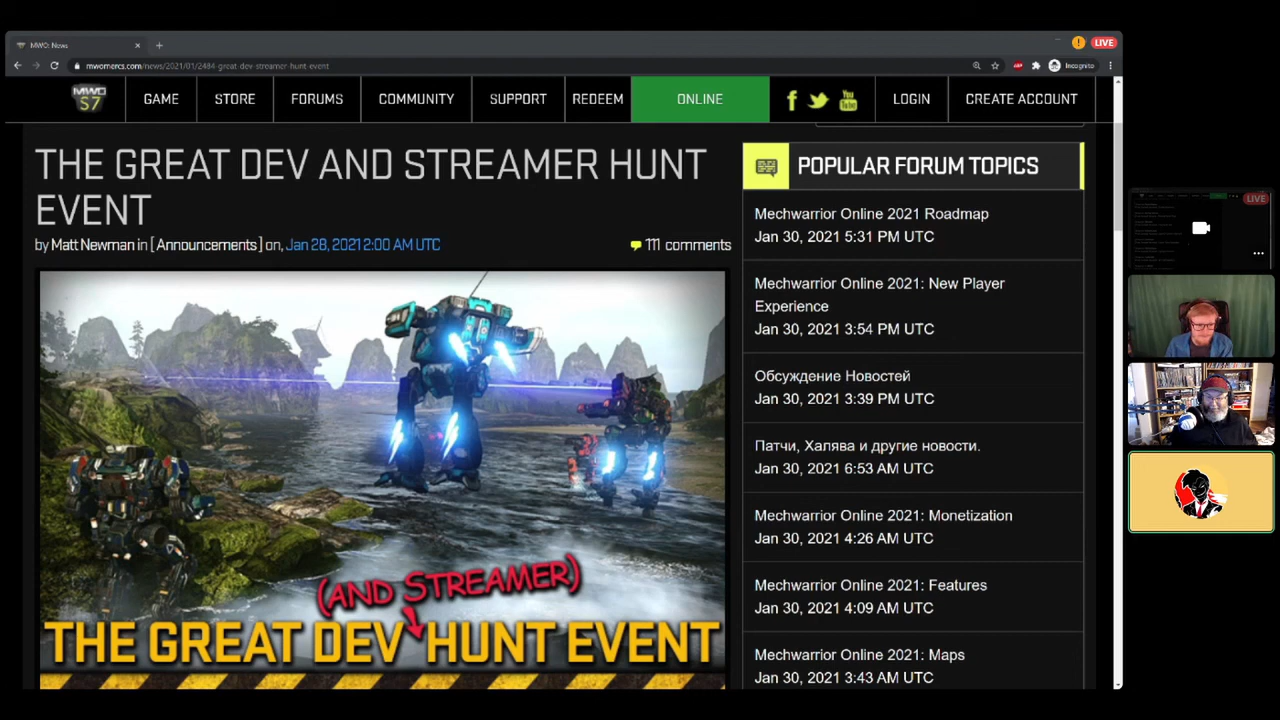 MWO: News
LIVE
mwomercs.com/news/2021/01/2484-great-dev-streamer-hunt-event
Incognito
MWO
S7
GAME
STORE
FORUMS
COMMUNITY
SUPPORT
REDEEM
ONLINE
LOGIN
CREATE ACCOUNT
THE GREAT DEV AND STREAMER HUNT
EVENT
by Matt Newman in [Announcements] on, Jan 28, 2021 2:00 AM UTC
111 comments
(AND STREAMER)
THE GREAT DEV HUNT EVENT
POPULAR FORUM TOPICS
Mechwarrior Online 2021 Roadmap
Jan 30, 2021 5:31 PM UTC
Mechwarrior Online 2021: New Player
Experience
Jan 30, 2021 3:54 PM UTC
Обсуждение Новостей
Jan 30, 2021 3:39 PM UTC
Патчи, Халява и другие новости.
Jan 30, 2021 6:53 AM UTC
Mechwarrior Online 2021: Monetization
Jan 30, 2021 4:26 AM UTC
Mechwarrior Online 2021: Features
Jan 30, 2021 4:09 AM UTC
Mechwarrior Online 2021: Maps
Jan 30, 2021 3:43 AM UTC
LIVE